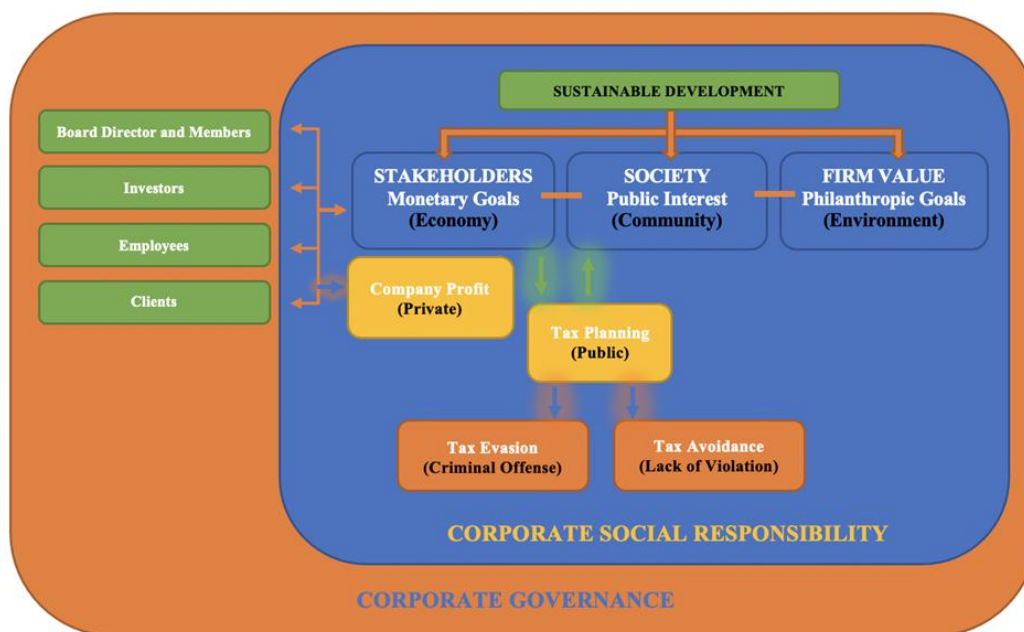 SUSTAINABLE DEVELOPMENT
Board Director and Members
Investors
Employees
Clients
STAKEHOLDERS
Monetary Goals
(Economy)
SOCIETY
Public Interest
(Community)
FIRM VALUE
Philanthropic Goals
(Environment)
Company Profit
(Private)
Tax Planning
(Public)
Tax Evasion
(Criminal Offense)
Tax Avoidance
(Lack of Violation)
CORPORATE SOCIAL RESPONSIBILITY
CORPORATE GOVERNANCE